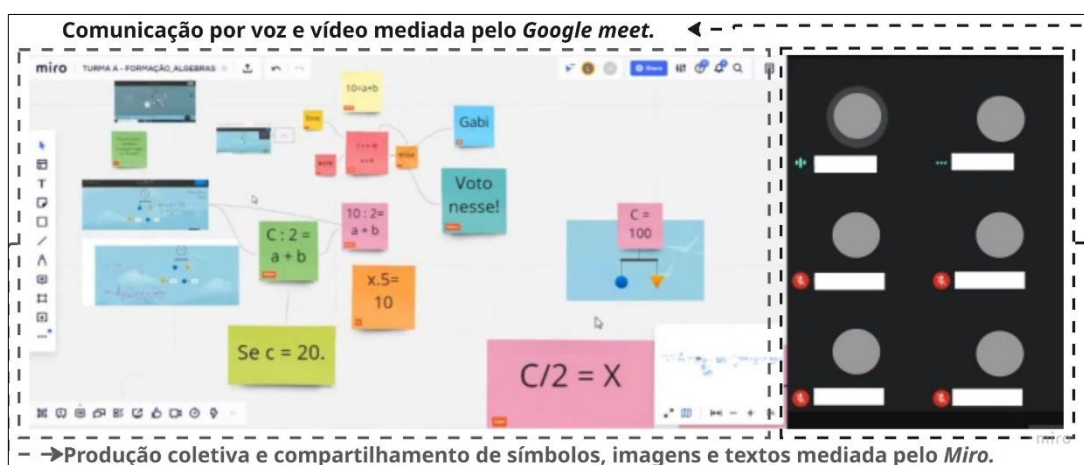 Comunicação por voz e vídeo mediada pelo Google meet.
miro TURMA A - FORMAÇÃO_ALGEBRAS
Share
10=a+b
Gabi
Voto
nesse!
10 : 2=
a + b
C : 2 =
a + b
x.5=
10
Se c = 20.
C =
100
C/2 = X
miro
Produção coletiva e compartilhamento de símbolos, imagens e textos mediada pelo Miro.